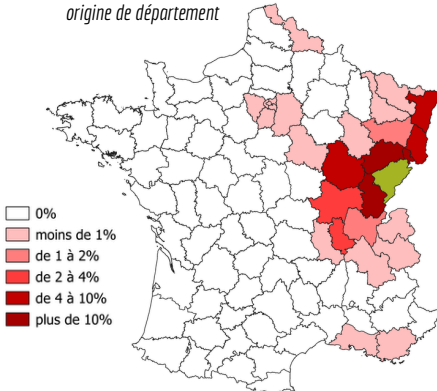 origine de département
0%
moins de 1%
de 1 à 2%
de 2 à 4%
de 4 à 10%
plus de 10%